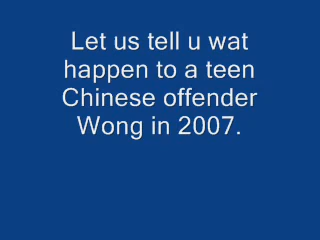 Let us tell u wat
happen to a teen
Chinese offender
Wong in 2007.